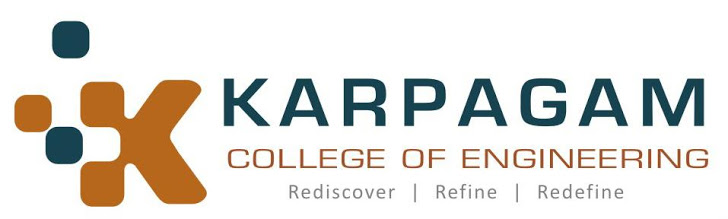 KARPAGAM
COLLEGE OF ENGINEERING
Rediscover | Refine | Redefine